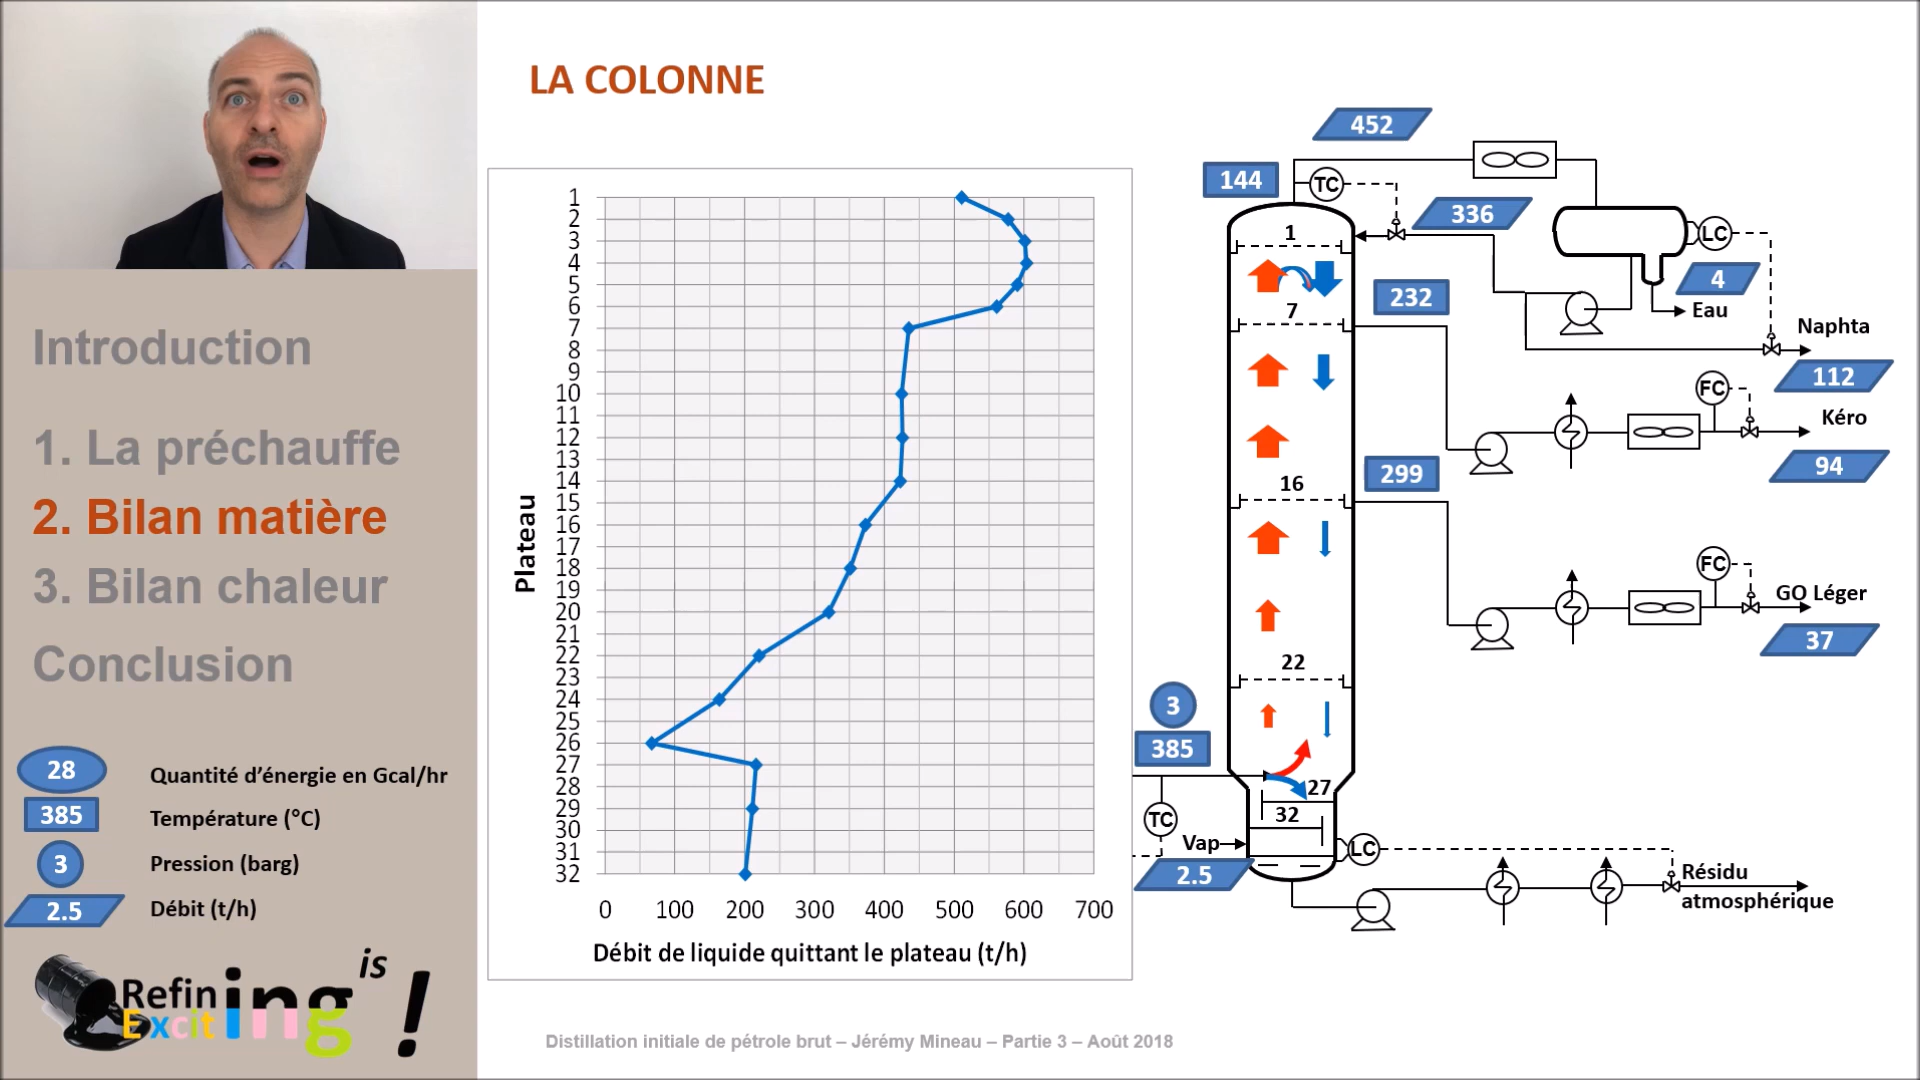 LA COLONNE
Introduction
1. La préchauffe
2. Bilan matière
3. Bilan chaleur
Conclusion
28
Quantité d'énergie en Gcal/hr
385
Température (°C)
3
Pression (barg)
2.5
Débit (t/h)
Refining
is
Exciting
!
Plateau
1
2
3
4
5
6
7
8
9
10
11
12
13
14
15
16
17
18
19
20
21
22
23
24
25
26
27
28
29
30
31
32
0 100 200 300 400 500 600 700
Débit de liquide quittant le plateau (t/h)
452
144
TC
336
1
LC
4
Eau
232
7
Naphta
112
FC
Kéro
94
299
16
FC
GO Léger
37
22
3
385
27
32
TC
Vap
2.5
LC
Résidu
atmosphérique
Distillation initiale de pétrole brut – Jérémy Mineau – Partie 3 – Août 2018